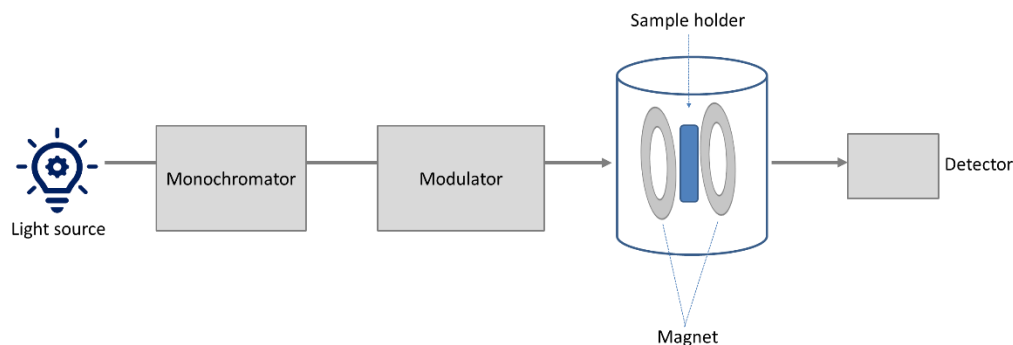 Sample holder
Monochromator
Modulator
Detector
Light source
Magnet